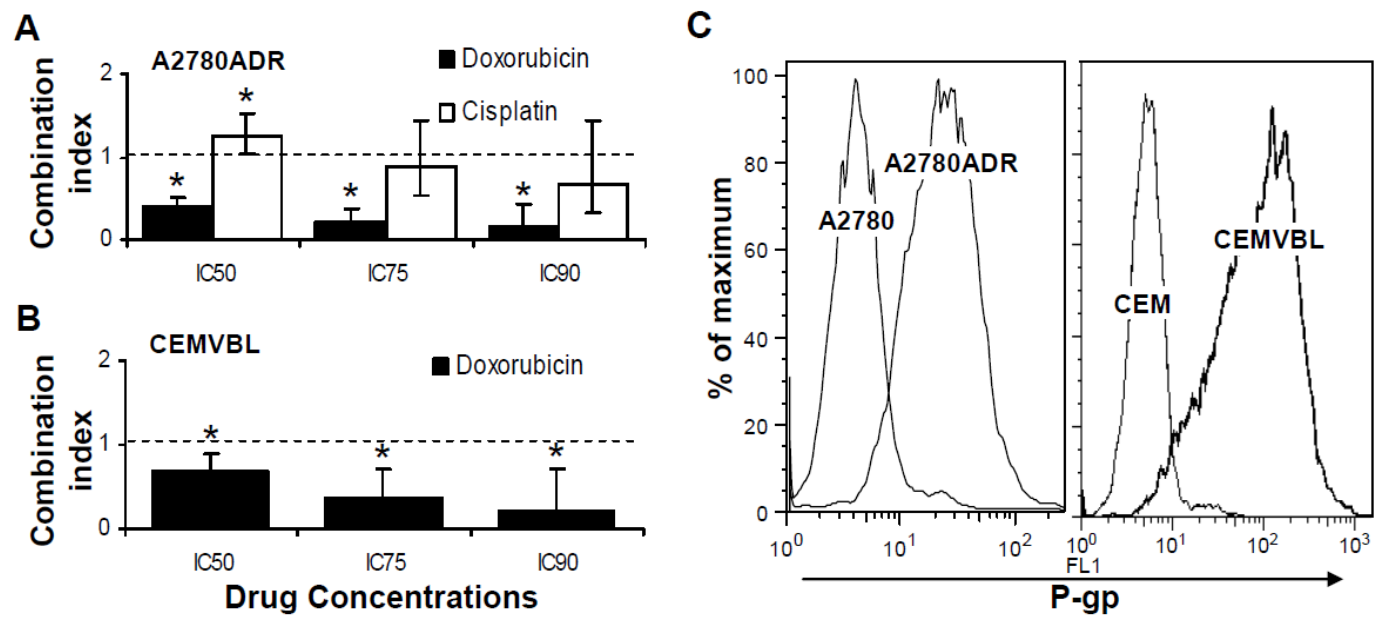 A
A2780ADR
Doxorubicin
Cisplatin
Combination
index
2
1
0
*
*
*
*
IC50
IC75
IC90
B
CEMVBL
Doxorubicin
Combination
index
2
1
0
*
*
*
IC50
IC75
IC90
Drug Concentrations
C
% of maximum
100
80
60
40
20
0
A2780
A2780ADR
CEM
CEMVBL
10⁰ 10¹ 10²
10⁰ 10¹ 10² 10³
FL1
P-gp